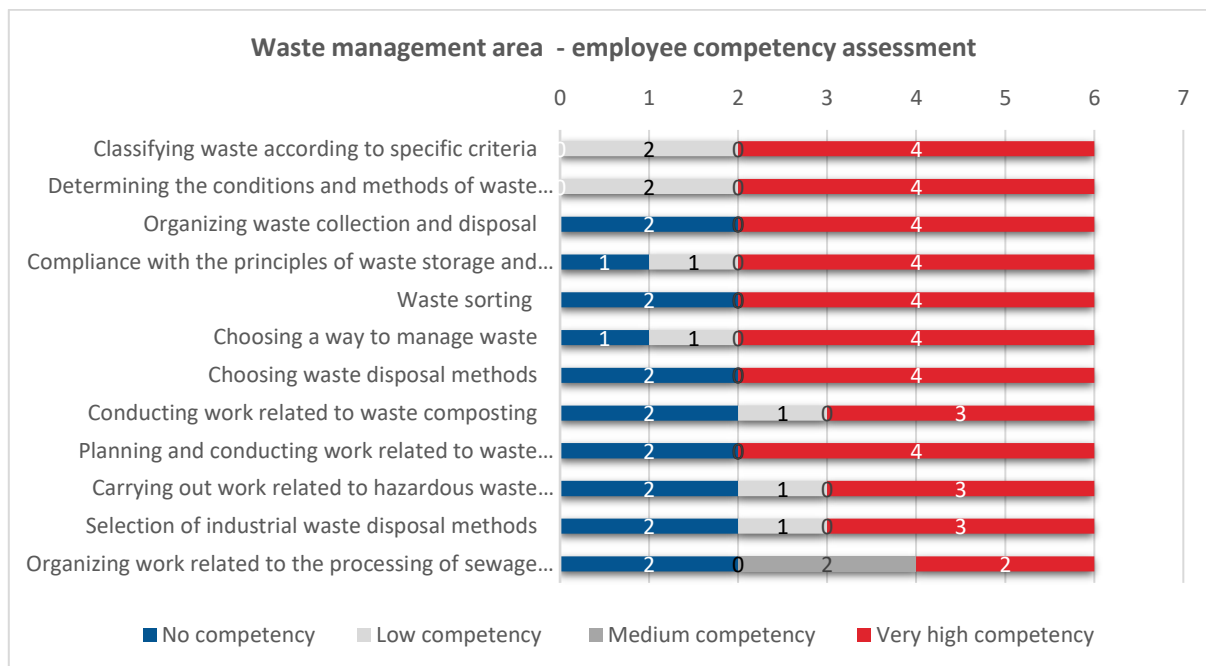 Waste management area - employee competency assessment
0 1 2 3 4 5 6 7
Classifying waste according to specific criteria 0 2 0 4
Determining the conditions and methods of waste... 0 2 0 4
Organizing waste collection and disposal 2 0 4
Compliance with the principles of waste storage and... 1 1 0 4
Waste sorting 2 0 4
Choosing a way to manage waste 1 1 0 4
Choosing waste disposal methods 2 0 4
Conducting work related to waste composting 2 1 0 3
Planning and conducting work related to waste... 2 0 4
Carrying out work related to hazardous waste... 2 1 0 3
Selection of industrial waste disposal methods 2 1 0 3
Organizing work related to the processing of sewage... 2 0 2 2
No competency Low competency Medium competency Very high competency